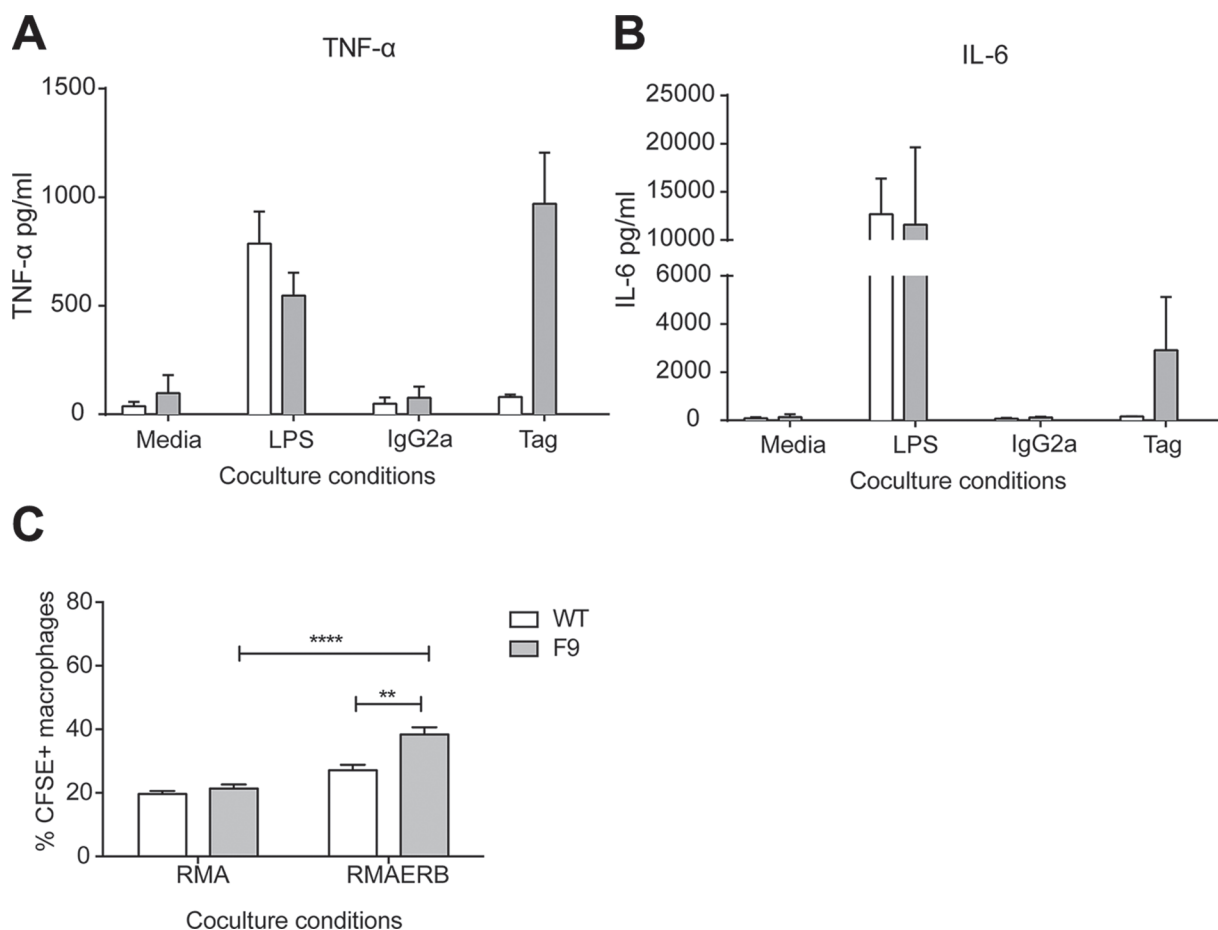 A
TNF-α
1500
1000
500
0
TNF-α pg/ml
Media LPS IgG2a Tag
Coculture conditions
B
IL-6
25000
20000
15000
10000
6000
4000
2000
0
IL-6 pg/ml
Media LPS IgG2a Tag
Coculture conditions
C
80
60
40
20
0
% CFSE+ macrophages
****
**
WT
F9
RMA RMAERB
Coculture conditions